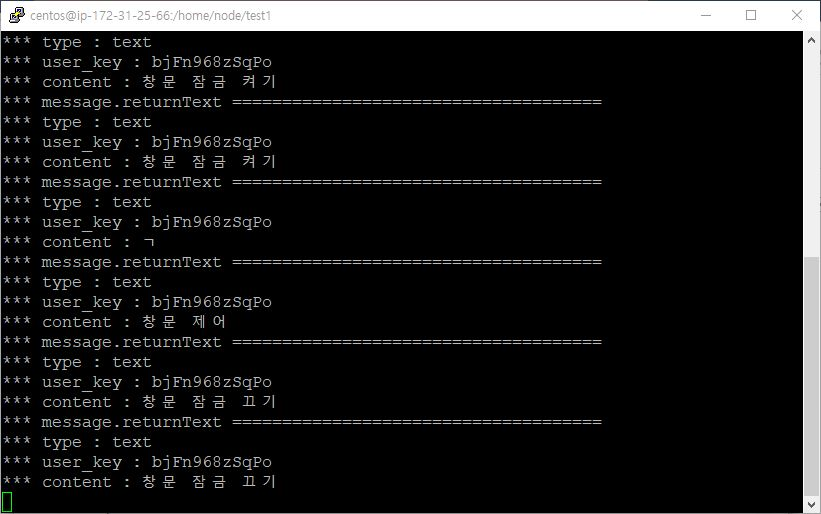 centos@ip-172-31-25-66:/home/node/test1
*** type : text
*** user_key : bjFn968zSqPo
*** content : 창문 잠금 켜기
*** message.returnText =====================================
*** type : text
*** user_key : bjFn968zSqPo
*** content : 창문 잠금 켜기
*** message.returnText =====================================
*** type : text
*** user_key : bjFn968zSqPo
*** content : ㄱ
*** message.returnText =====================================
*** type : text
*** user_key : bjFn968zSqPo
*** content : 창문 제어
*** message.returnText =====================================
*** type : text
*** user_key : bjFn968zSqPo
*** content : 창문 잠금 끄기
*** message.returnText =====================================
*** type : text
*** user_key : bjFn968zSqPo
*** content : 창문 잠금 끄기